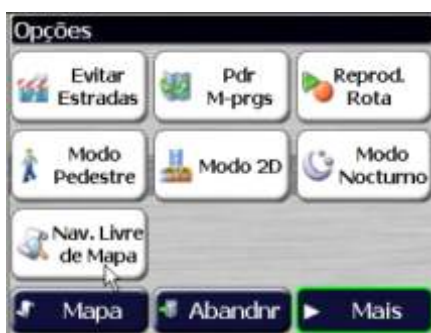 Opções
Evitar
Estradas
Pdr
M-prgs
Reprod.
Rota
Modo
Pedestre
Modo 2D
Modo
Nocturno
Nav. Livre
de Mapa
Mapa
Abandnr
Mais